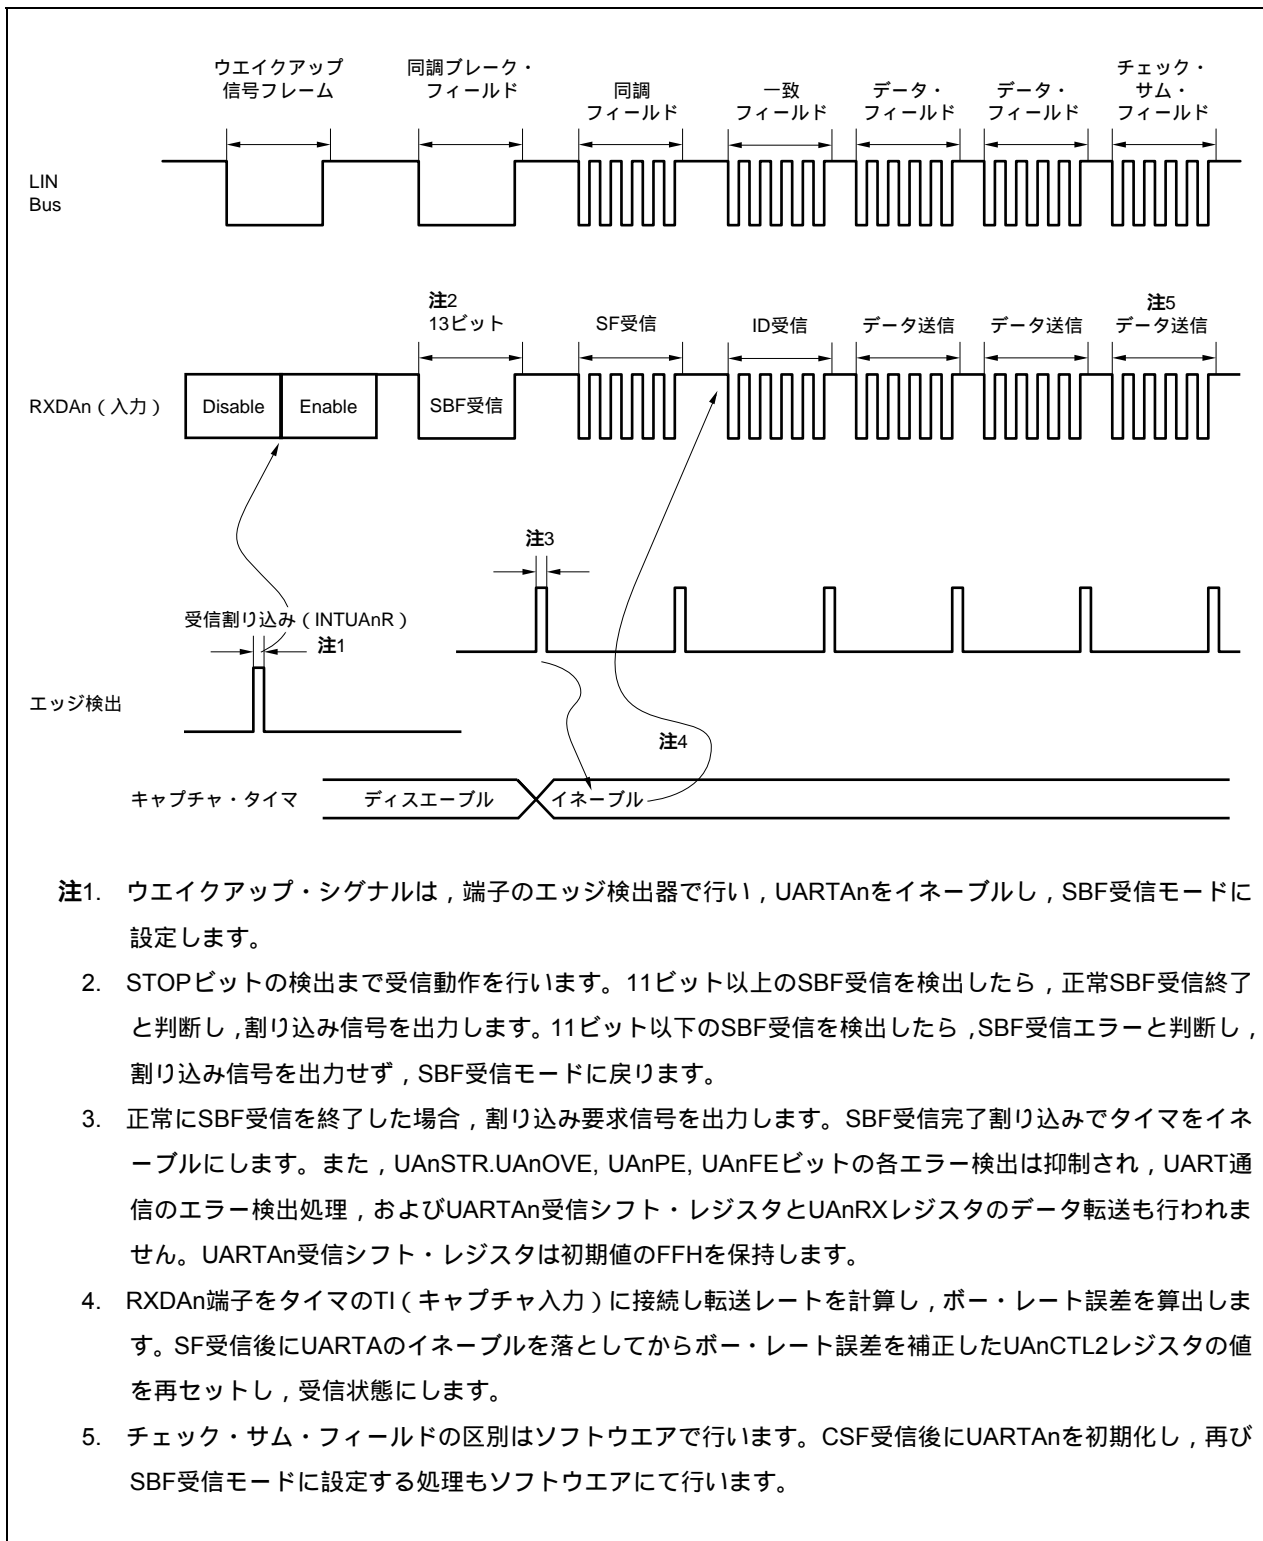 ウエイクアップ
信号フレーム
同調ブレーク・
フィールド
同調
フィールド
一致
フィールド
データ・
フィールド
データ・
フィールド
チェック・
サム・
フィールド
LIN
Bus
注2
13ビット
SF受信
ID受信
データ送信
データ送信
注5
データ送信
RXDAn（入力）
Disable
Enable
SBF受信
注3
受信割り込み（INTUAnR）
注1
エッジ検出
注4
キャプチャ・タイマ
ディスエーブル
イネーブル
注1. ウエイクアップ・シグナルは，端子のエッジ検出器で行い，UARTAnをイネーブルし，SBF受信モードに
設定します。
2. STOPビットの検出まで受信動作を行います。11ビット以上のSBF受信を検出したら，正常SBF受信終了
と判断し，割り込み信号を出力します。11ビット以下のSBF受信を検出したら，SBF受信エラーと判断し，
割り込み信号を出力せず，SBF受信モードに戻ります。
3. 正常にSBF受信を終了した場合，割り込み要求信号を出力します。SBF受信完了割り込みでタイマをイネ
ーブルにします。また，UAnSTR.UAnOVE, UAnPE, UAnFEビットの各エラー検出は抑制され，UART通
信のエラー検出処理，およびUARTAn受信シフト・レジスタとUAnRXレジスタのデータ転送も行われま
せん。UARTAn受信シフト・レジスタは初期値のFFHを保持します。
4. RXDAn端子をタイマのTI（キャプチャ入力）に接続し転送レートを計算し，ボー・レート誤差を算出しま
す。SF受信後にUARTAのイネーブルを落としてからボー・レート誤差を補正したUAnCTL2レジスタの値
を再セットし，受信状態にします。
5. チェック・サム・フィールドの区別はソフトウエアで行います。CSF受信後にUARTAnを初期化し，再び
SBF受信モードに設定する処理もソフトウエアにて行います。